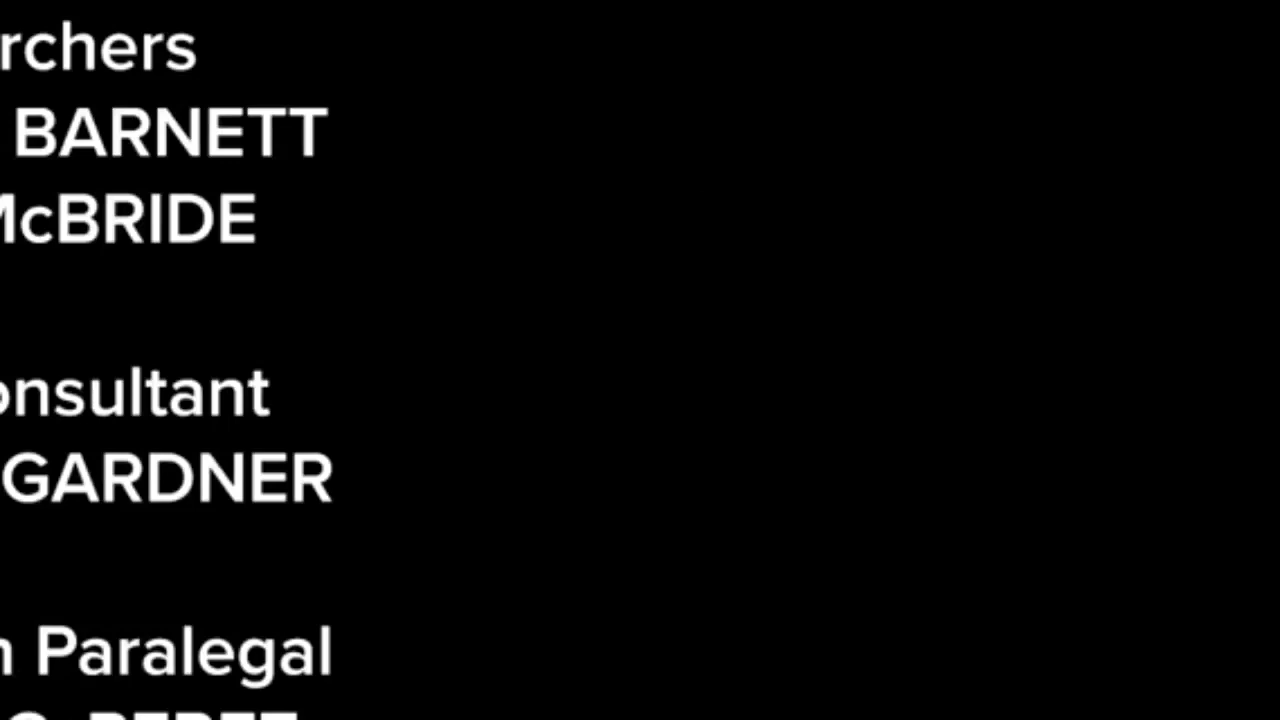 rchers
BARNETT
McBRIDE
onsultant
GARDNER
Paralegal